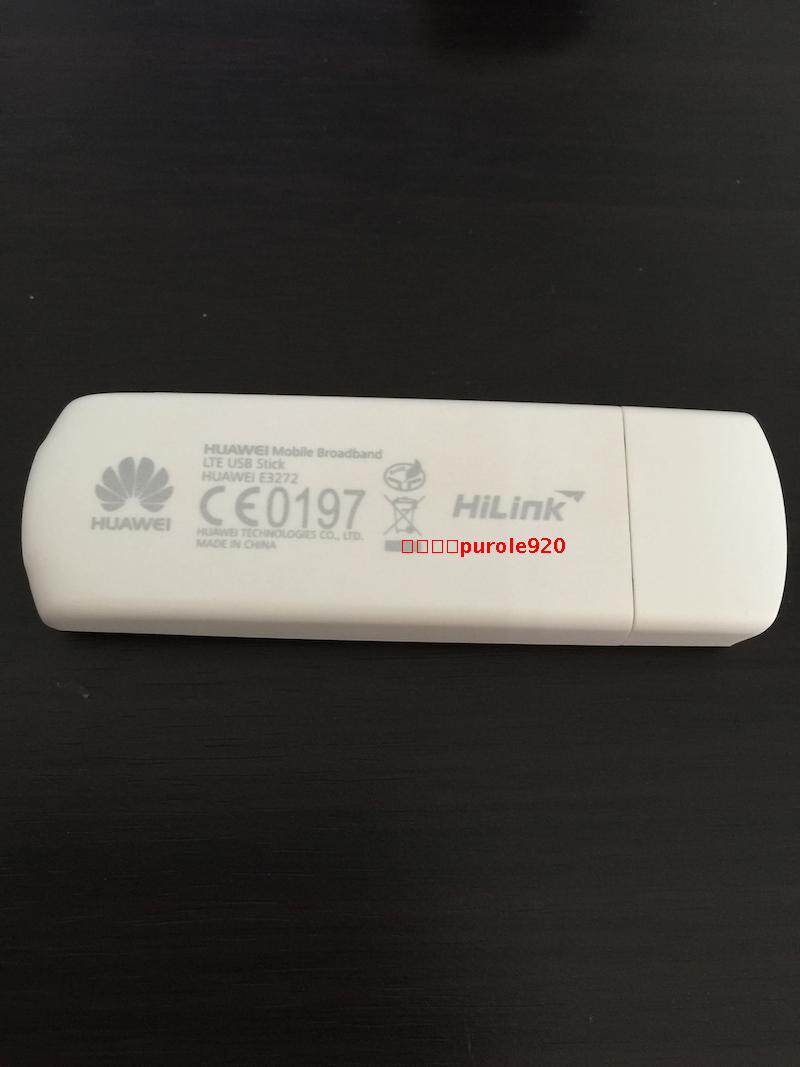 HUAWEI
HUAWEI Mobile Broadband
LTE USB Stick
HUAWEI E3272
CE0197
HUAWEI TECHNOLOGIES CO., LTD.
MADE IN CHINA
HiLink
□□□□purole920